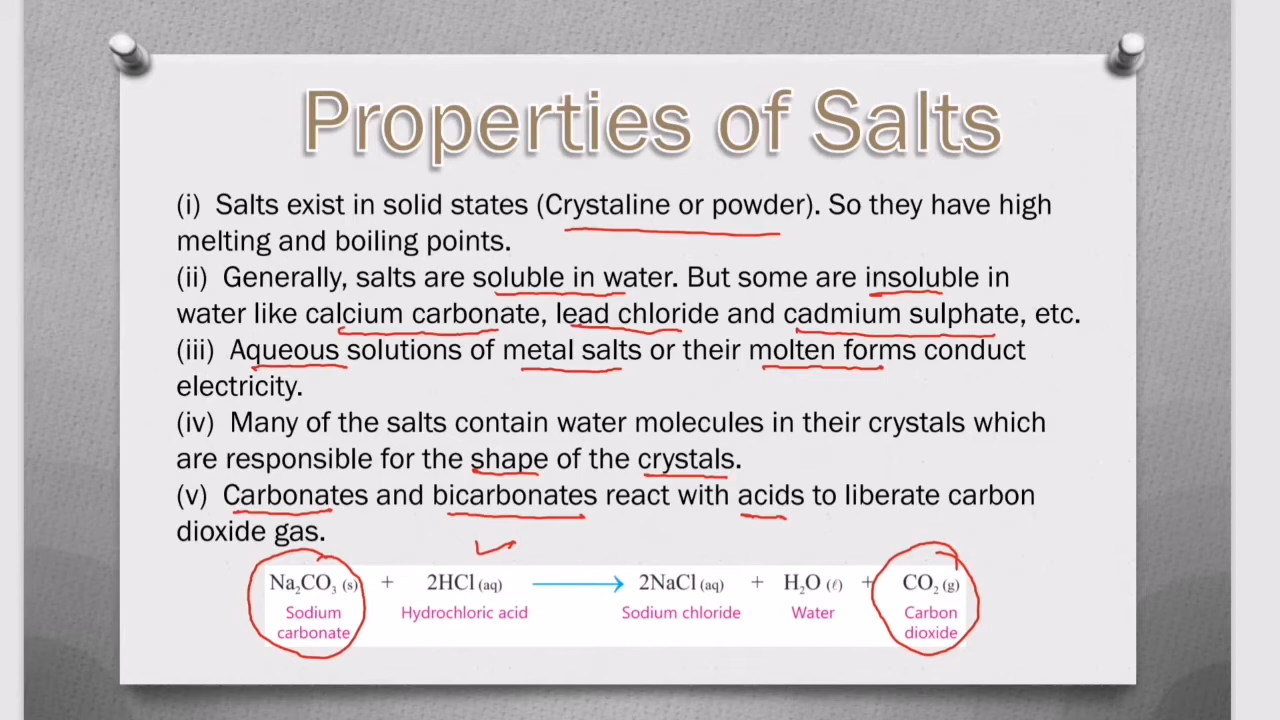 Properties of Salts
(i) Salts exist in solid states (Crystaline or powder). So they have high
melting and boiling points.
(ii) Generally, salts are soluble in water. But some are insoluble in
water like calcium carbonate, lead chloride and cadmium sulphate, etc.
(iii) Aqueous solutions of metal salts or their molten forms conduct
electricity.
(iv) Many of the salts contain water molecules in their crystals which
are responsible for the shape of the crystals.
(v) Carbonates and bicarbonates react with acids to liberate carbon
dioxide gas.
Na₂CO₃ (s) + 2HCl (aq) ⟶ 2NaCl (aq) + H₂O (ℓ) + CO₂ (g)
Sodium Hydrochloric acid Sodium chloride Water Carbon
carbonate dioxide